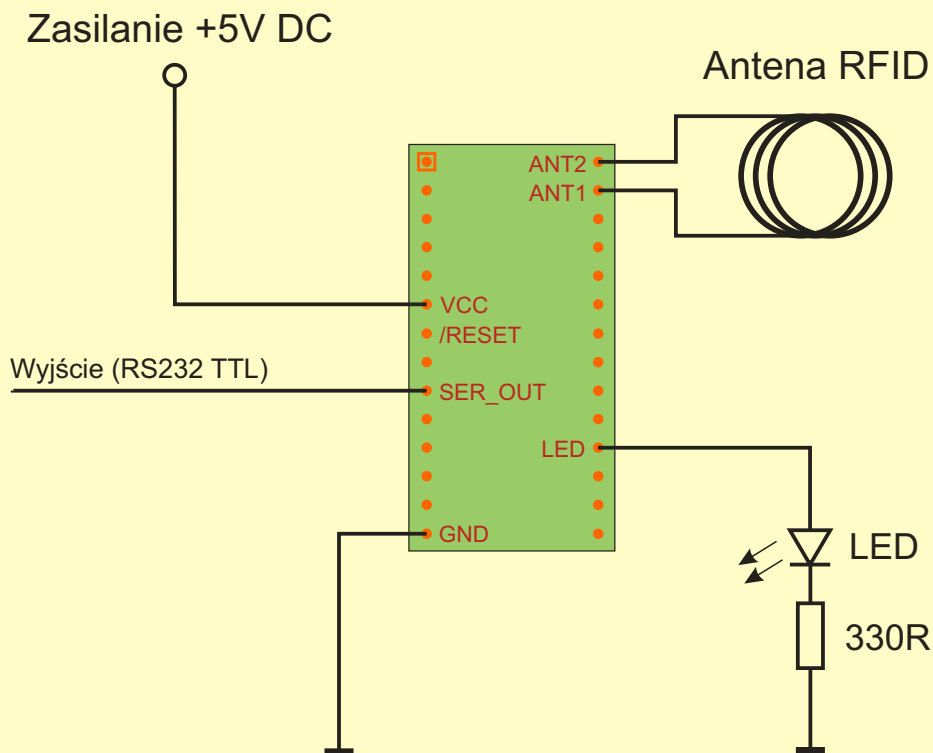 Zasilanie +5V DC
Antena RFID
ANT2
ANT1
VCC
/RESET
Wyjście (RS232 TTL)
SER_OUT
LED
GND
LED
330R